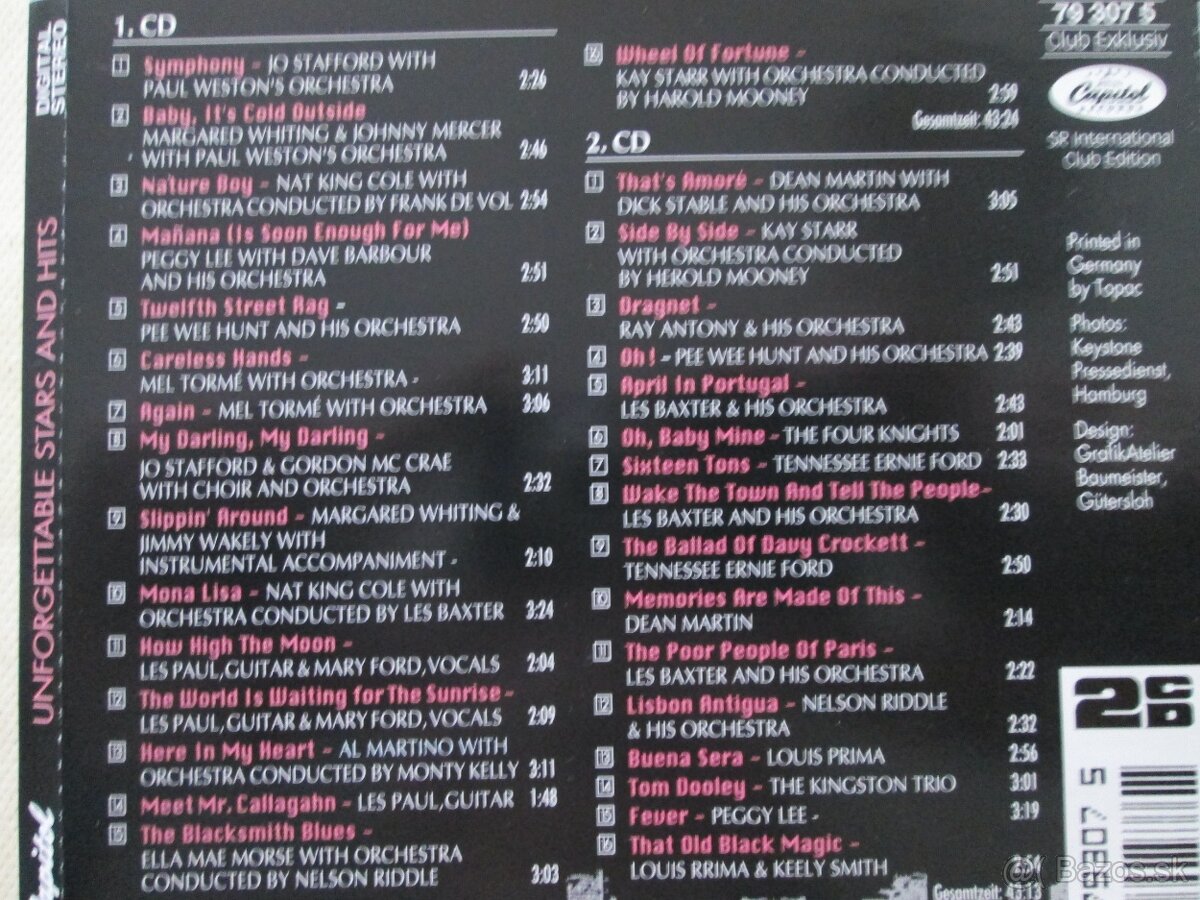 DIGITAL STEREO
UNFORGETTABLE STARS AND HITS
Capitol
1. CD
1 Symphony - JO STAFFORD WITH
PAUL WESTON'S ORCHESTRA 2:26
2 Baby, It's Cold Outside
MARGARED WHITING & JOHNNY MERCER
WITH PAUL WESTON'S ORCHESTRA 2:46
3 Nature Boy - NAT KING COLE WITH
ORCHESTRA CONDUCTED BY FRANK DE VOL 2:54
4 Mañana (Is Soon Enough For Me)
PEGGY LEE WITH DAVE BARBOUR
AND HIS ORCHESTRA 2:51
5 Twelfth Street Rag -
PEE WEE HUNT AND HIS ORCHESTRA 2:50
6 Careless Hands -
MEL TORMÉ WITH ORCHESTRA - 3:11
7 Again - MEL TORMÉ WITH ORCHESTRA 3:06
8 My Darling, My Darling -
JO STAFFORD & GORDON MC CRAE
WITH CHOIR AND ORCHESTRA 2:32
9 Slippin' Around - MARGARED WHITING &
JIMMY WAKELY WITH
INSTRUMENTAL ACCOMPANIMENT - 2:10
10 Mona Lisa - NAT KING COLE WITH
ORCHESTRA CONDUCTED BY LES BAXTER 3:24
11 How High The Moon -
LES PAUL, GUITAR & MARY FORD, VOCALS 2:04
12 The World Is Waiting for The Sunrise -
LES PAUL, GUITAR & MARY FORD, VOCALS 2:09
13 Here In My Heart - AL MARTINO WITH
ORCHESTRA CONDUCTED BY MONTY KELLY 3:11
14 Meet Mr. Callagahn - LES PAUL, GUITAR 1:48
15 The Blacksmith Blues -
ELLA MAE MORSE WITH ORCHESTRA
CONDUCTED BY NELSON RIDDLE 3:03
16 Wheel Of Fortune -
KAY STARR WITH ORCHESTRA CONDUCTED
BY HAROLD MOONEY 2:59
Gesamtzeit: 43:24
2. CD
1 That's Amoré - DEAN MARTIN WITH
DICK STABLE AND HIS ORCHESTRA 3:05
2 Side By Side - KAY STARR
WITH ORCHESTRA CONDUCTED
BY HEROLD MOONEY 2:51
3 Dragnet -
RAY ANTONY & HIS ORCHESTRA 2:43
4 Oh! - PEE WEE HUNT AND HIS ORCHESTRA 2:39
5 April In Portugal -
LES BAXTER & HIS ORCHESTRA 2:43
6 Oh, Baby Mine - THE FOUR KNIGHTS 2:01
7 Sixteen Tons - TENNESSEE ERNIE FORD 2:33
8 Wake The Town And Tell The People-
LES BAXTER AND HIS ORCHESTRA 2:30
9 The Ballad Of Davy Crockett -
TENNESSEE ERNIE FORD 2:50
10 Memories Are Made Of This -
DEAN MARTIN 2:14
11 The Poor People Of Paris -
LES BAXTER AND HIS ORCHESTRA 2:22
12 Lisbon Antigua - NELSON RIDDLE
& HIS ORCHESTRA 2:32
13 Buena Sera - LOUIS PRIMA 2:56
14 Tom Dooley - THE KINGSTON TRIO 3:01
15 Fever - PEGGY LEE - 3:19
16 That Old Black Magic -
LOUIS RRIMA & KEELY SMITH
Gesamtzeit: 43:13
79 307 5
Club Exklusiv
Capitol
RECORDS
SR International
Club Edition
Printed in
Germany
by Topac
Photos:
Keystone
Pressedienst,
Hamburg
Design:
GrafikAtelier
Baumeister,
Gütersloh
2 CD
Bazos.sk